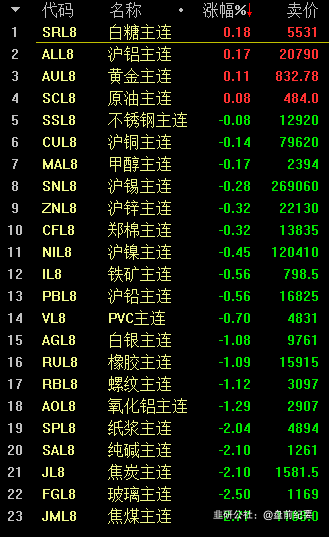 代码 名称 涨幅%↓ 卖价
1 SRL8 白糖主连 0.18 5531
2 ALL8 沪铝主连 0.17 20790
3 AUL8 黄金主连 0.11 832.78
4 SCL8 原油主连 0.08 484.0
5 SSL8 不锈钢主连 -0.08 12920
6 CUL8 沪铜主连 -0.14 79620
7 MAL8 甲醇主连 -0.17 2394
8 SNL8 沪锡主连 -0.28 269060
9 ZNL8 沪锌主连 -0.32 22130
10 CFL8 郑棉主连 -0.32 13835
11 NIL8 沪镍主连 -0.45 120410
12 IL8 铁矿主连 -0.56 798.5
13 PBL8 沪铅主连 -0.56 16825
14 VL8 PVC主连 -0.70 4831
15 AGL8 白银主连 -1.08 9761
16 RUL8 橡胶主连 -1.09 15915
17 RBL8 螺纹主连 -1.12 3097
18 AOL8 氧化铝主连 -1.29 2907
19 SPL8 纸浆主连 -2.04 4894
20 SAL8 纯碱主连 -2.10 1261
21 JL8 焦炭主连 -2.10 1581.5
22 FGL8 玻璃主连 -2.50 1169
23 JML8 焦煤主连
韭研公社：@盘前纪要